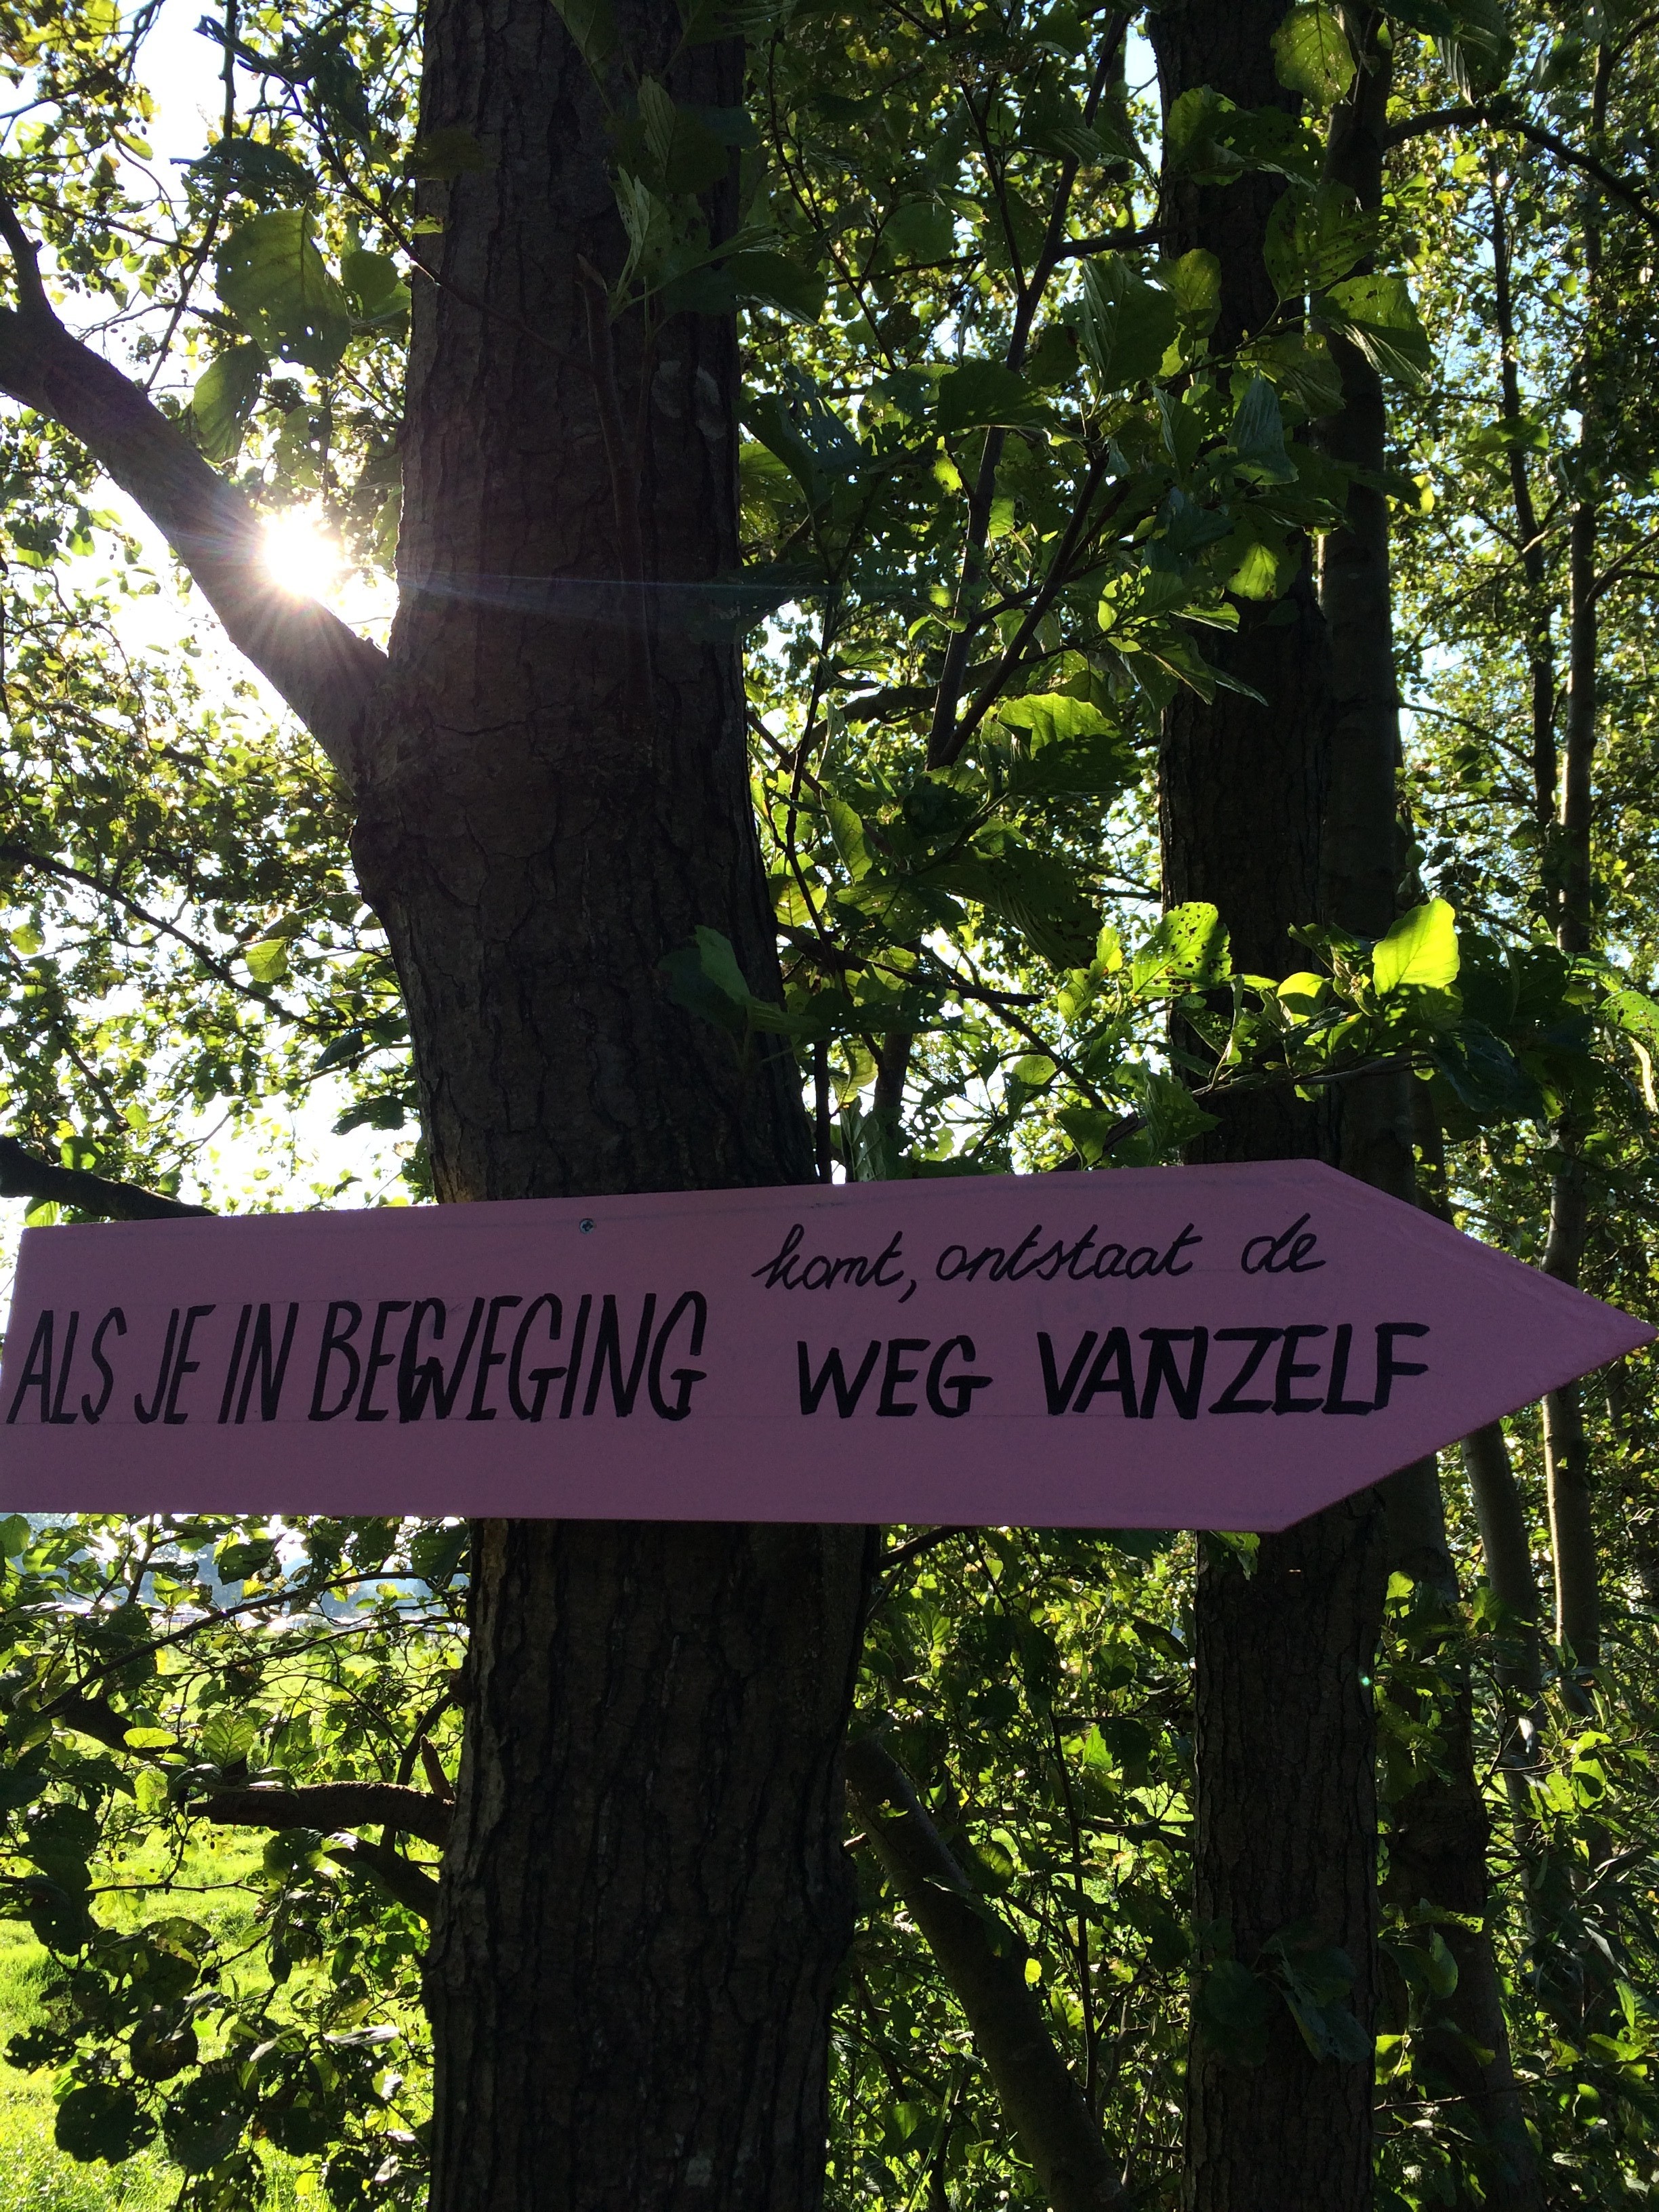 ALS JE IN BEWEGING
komt, ontstaat de
WEG VANZELF